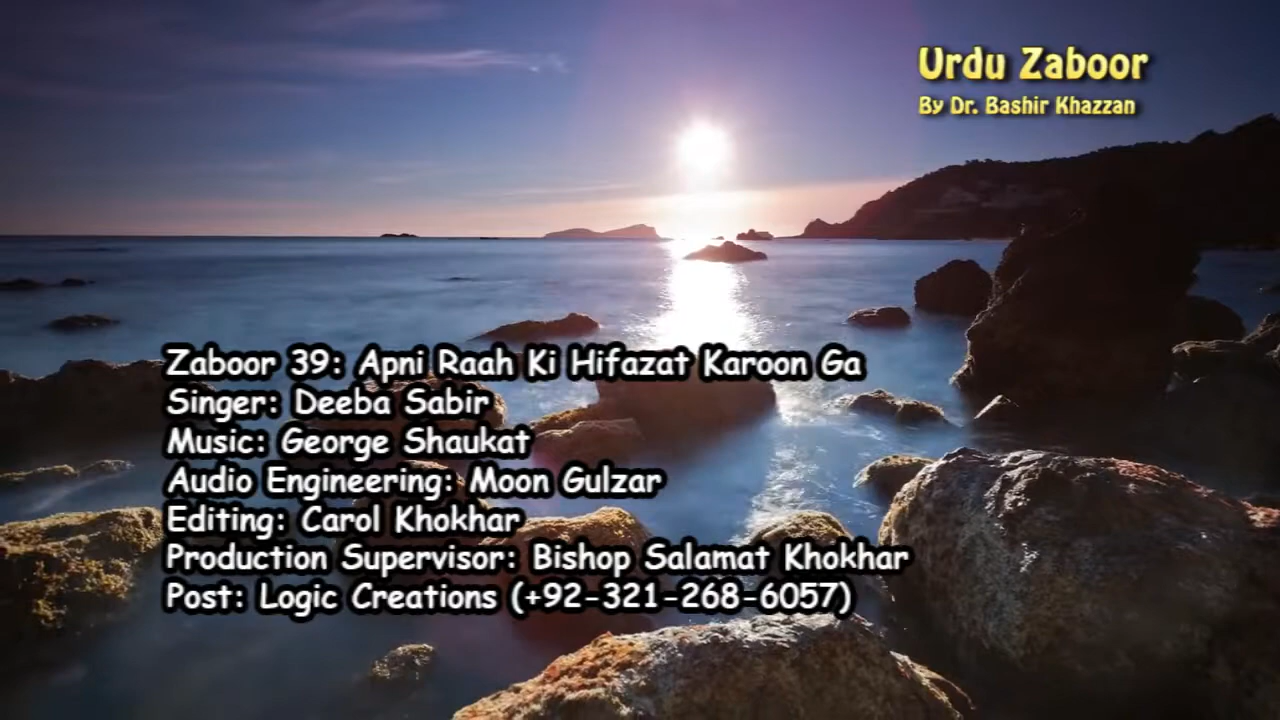 Urdu Zaboor
By Dr. Bashir Khazzan
Zaboor 39: Apni Raah Ki Hifazat Karoon Ga
Singer: Deeba Sabir
Music: George Shaukat
Audio Engineering: Moon Gulzar
Editing: Carol Khokhar
Production Supervisor: Bishop Salamat Khokhar
Post: Logic Creations (+92-321-268-6057)